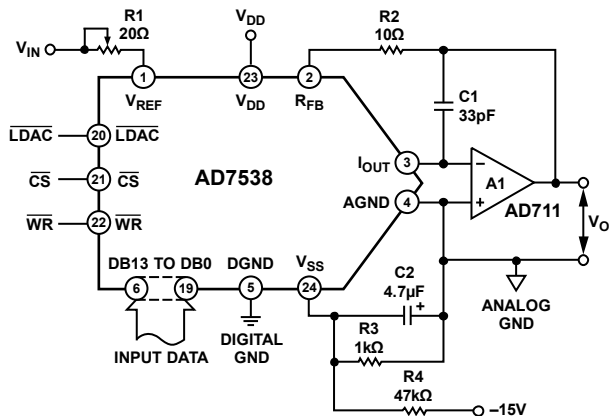 R1
20Ω
VIN
VDD
R2
10Ω
1
23
2
VREF
VDD
RFB
C1
33pF
LDAC
20
LDAC
IOUT
3
–
CS
21
CS
AD7538
A1
AGND
4
+
AD711
WR
22
WR
VO
DB13 TO DB0
DGND
VSS
6
19
5
24
C2
4.7µF
+
ANALOG
GND
INPUT DATA
DIGITAL
GND
R3
1kΩ
R4
47kΩ
–15V